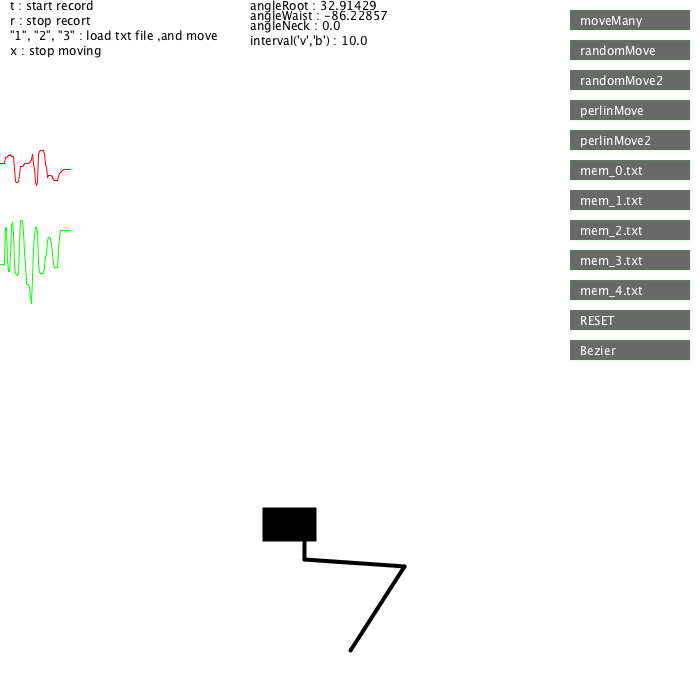 t : start record
r : stop recort
"1", "2", "3" : load txt file ,and move
x : stop moving
angleRoot : 32.91429
angleWaist : -86.22857
angleNeck : 0.0
interval('v','b') : 10.0
moveMany
randomMove
randomMove2
perlinMove
perlinMove2
mem_0.txt
mem_1.txt
mem_2.txt
mem_3.txt
mem_4.txt
RESET
Bezier